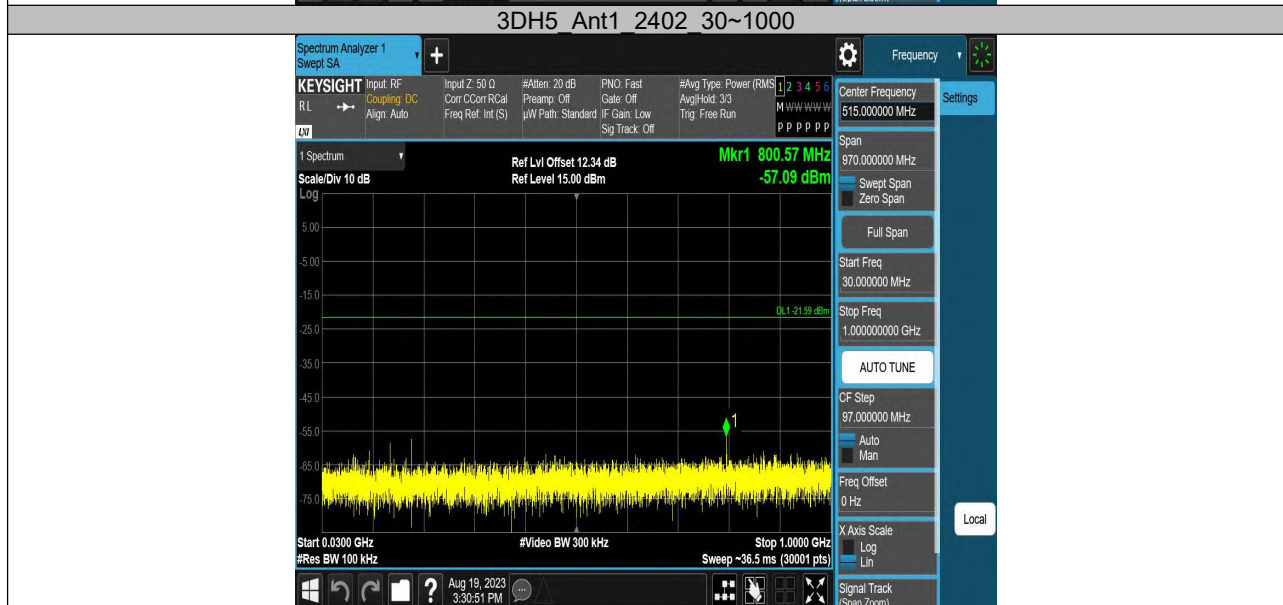 (Span Zoom)
3DH5_Ant1_2402_30~1000
Spectrum Analyzer 1
Swept SA
Frequency
KEYSIGHT
RL
LXI
Input: RF
Coupling: DC
Align: Auto
Input Z: 50 Ω
Corr CCorr RCal
Freq Ref: Int (S)
#Atten: 20 dB
Preamp: Off
µW Path: Standard
PNO: Fast
Gate: Off
IF Gain: Low
Sig Track: Off
#Avg Type: Power (RMS
Avg|Hold: 3/3
Trig: Free Run
1 2 3 4 5 6
M W W W W W
P P P P P P
Center Frequency
515.000000 MHz
Settings
1 Spectrum
Scale/Div 10 dB
Log
Ref Lvl Offset 12.34 dB
Ref Level 15.00 dBm
Mkr1 800.57 MHz
-57.09 dBm
5.00
-5.00
-15.0
-25.0
-35.0
-45.0
-55.0
-65.0
-75.0
DL1 -21.59 dBm
1
Start 0.0300 GHz
#Res BW 100 kHz
#Video BW 300 kHz
Stop 1.0000 GHz
Sweep ~36.5 ms (30001 pts)
Span
970.000000 MHz
Swept Span
Zero Span
Full Span
Start Freq
30.000000 MHz
Stop Freq
1.000000000 GHz
AUTO TUNE
CF Step
97.000000 MHz
Auto
Man
Freq Offset
0 Hz
X Axis Scale
Log
Lin
Local
Signal Track
(Span Zoom)
?
Aug 19, 2023
3:30:51 PM